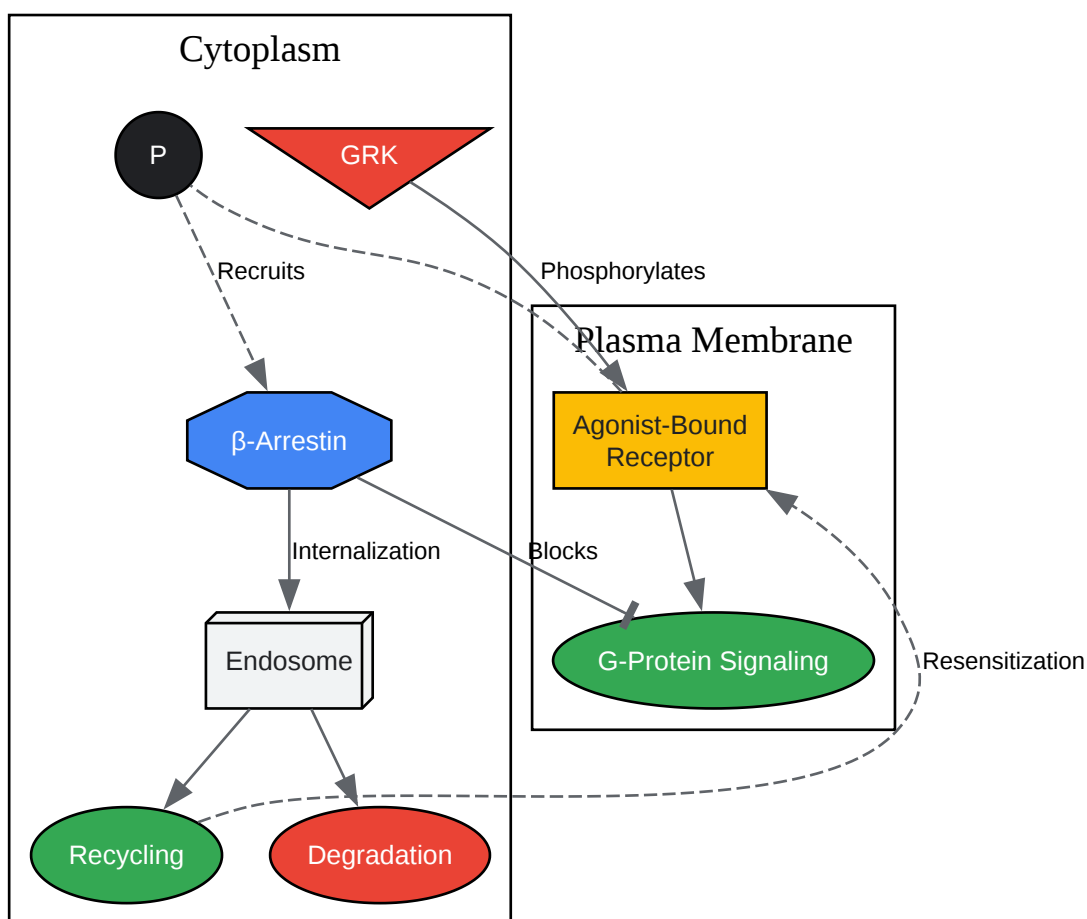 Cytoplasm
P
GRK
Recruits
Phosphorylates
Plasma Membrane
Agonist-Bound
Receptor
β-Arrestin
Internalization
Blocks
Endosome
G-Protein Signaling
Resensitization
Recycling
Degradation